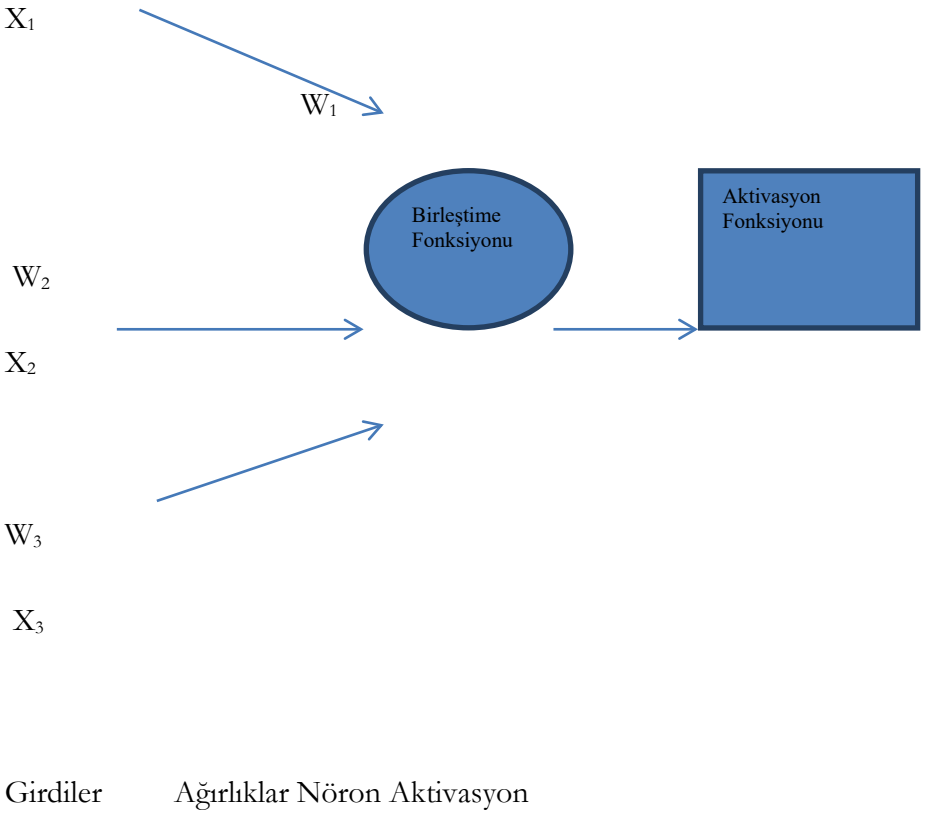 X₁
W₁
Birleştime
Fonksiyonu
Aktivasyon
Fonksiyonu
W₂
X₂
W₃
X₃
Girdiler Ağırlıklar Nöron Aktivasyon